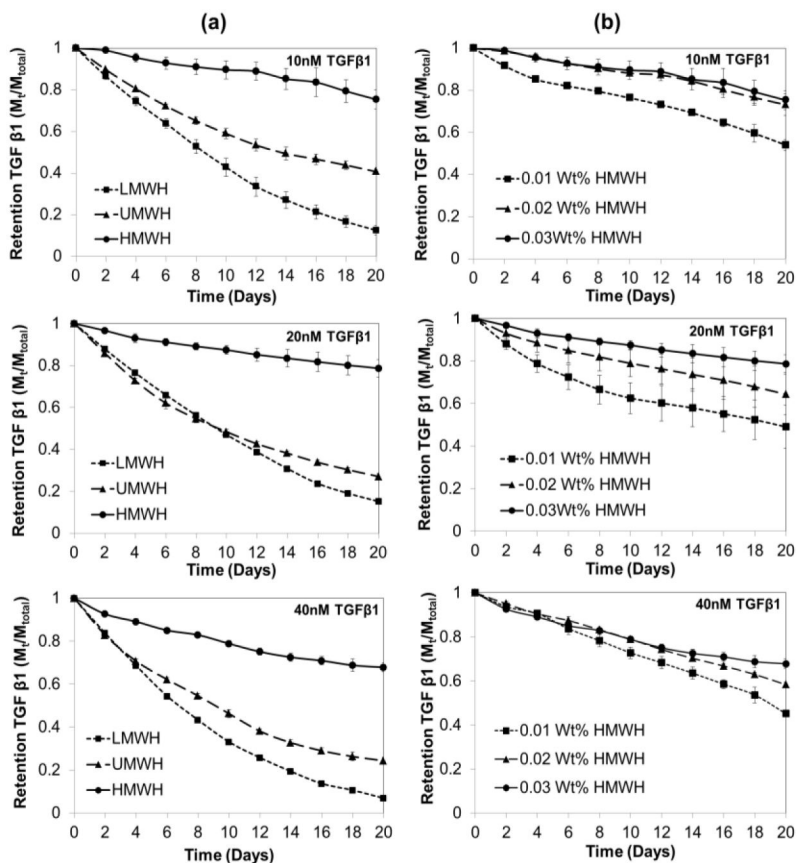 (a)
Retention TGF β1 (Mt/Mtotal)
1
0.8
0.6
0.4
0.2
0
10nM TGFβ1
LMWH
UMWH
HMWH
0 2 4 6 8 10 12 14 16 18 20
Time (Days)
Retention TGF β1 (Mt/Mtotal)
1
0.8
0.6
0.4
0.2
0
20nM TGFβ1
LMWH
UMWH
HMWH
0 2 4 6 8 10 12 14 16 18 20
Time (Days)
Retention TGF β1 (Mt/Mtotal)
1
0.8
0.6
0.4
0.2
0
40nM TGFβ1
LMWH
UMWH
HMWH
0 2 4 6 8 10 12 14 16 18 20
Time (Days)
(b)
Retention TGF β1 (Mt/Mtotal)
1
0.8
0.6
0.4
0.2
0
10nM TGFβ1
0.01 Wt% HMWH
0.02 Wt% HMWH
0.03Wt% HMWH
0 2 4 6 8 10 12 14 16 18 20
Time (Days)
Retention TGF β1 (Mt/Mtotal)
1
0.8
0.6
0.4
0.2
0
20nM TGFβ1
0.01 Wt% HMWH
0.02 Wt% HMWH
0.03Wt% HMWH
0 2 4 6 8 10 12 14 16 18 20
Time (Days)
Retention TGF β1 (Mt/Mtotal)
1
0.8
0.6
0.4
0.2
0
40nM TGFβ1
0.01 Wt% HMWH
0.02 Wt% HMWH
0.03 Wt% HMWH
0 2 4 6 8 10 12 14 16 18 20
Time (Days)